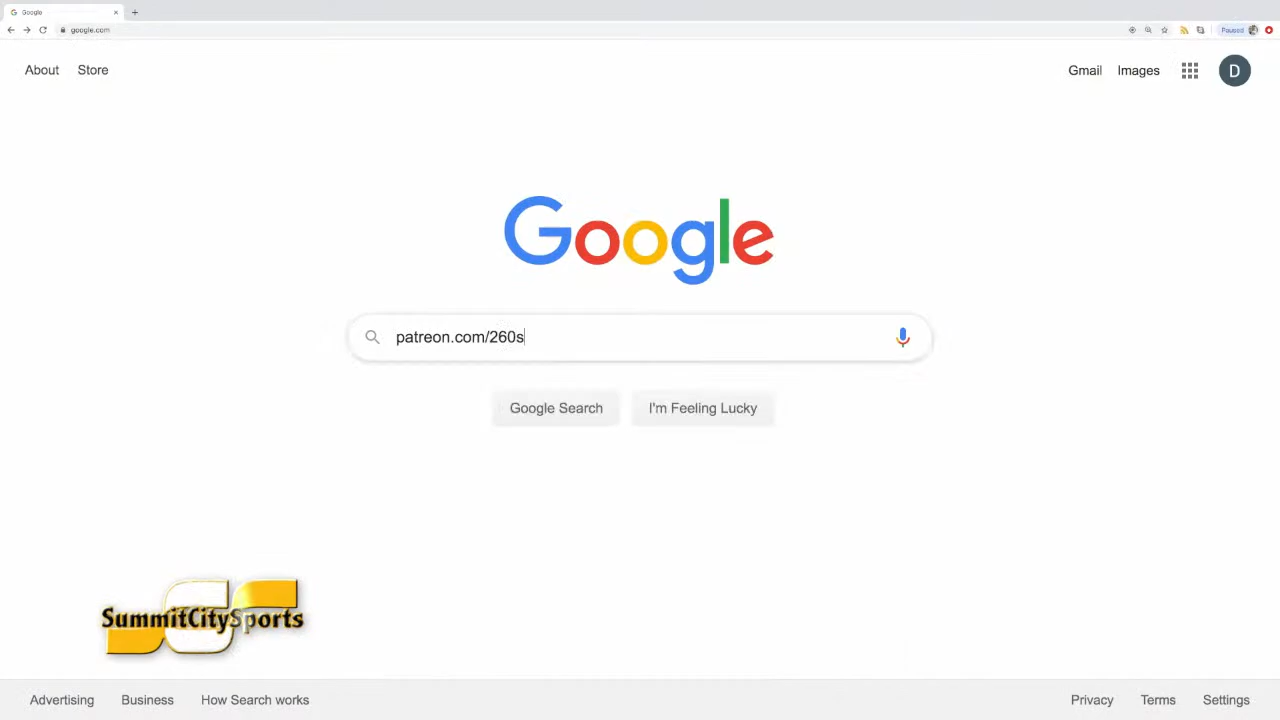 Google
google.com
Paused
About Store
Gmail Images
D
Google
patreon.com/260s
Google Search I'm Feeling Lucky
SummitCitySports
Advertising Business How Search works
Privacy Terms Settings